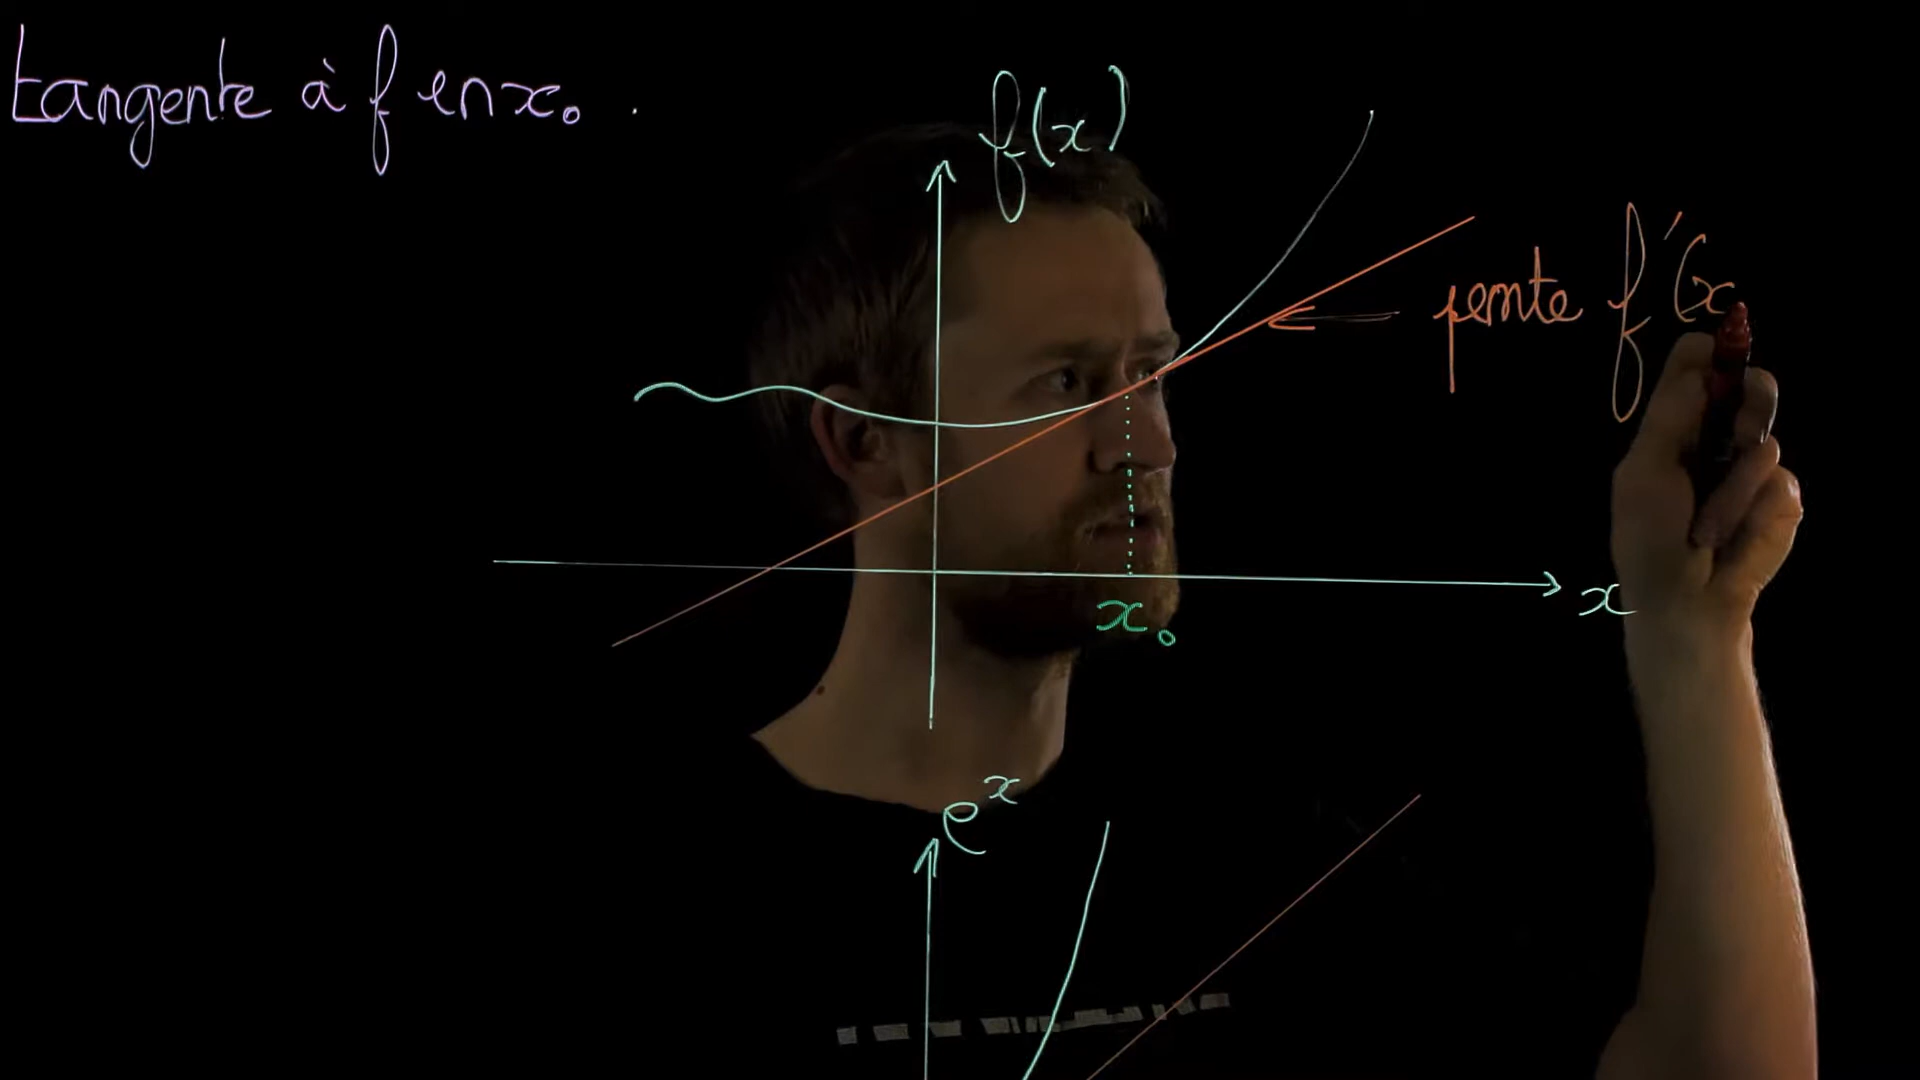 tangente à f en x₀.
f(x)
pente f'(x
x
x₀
eˣ